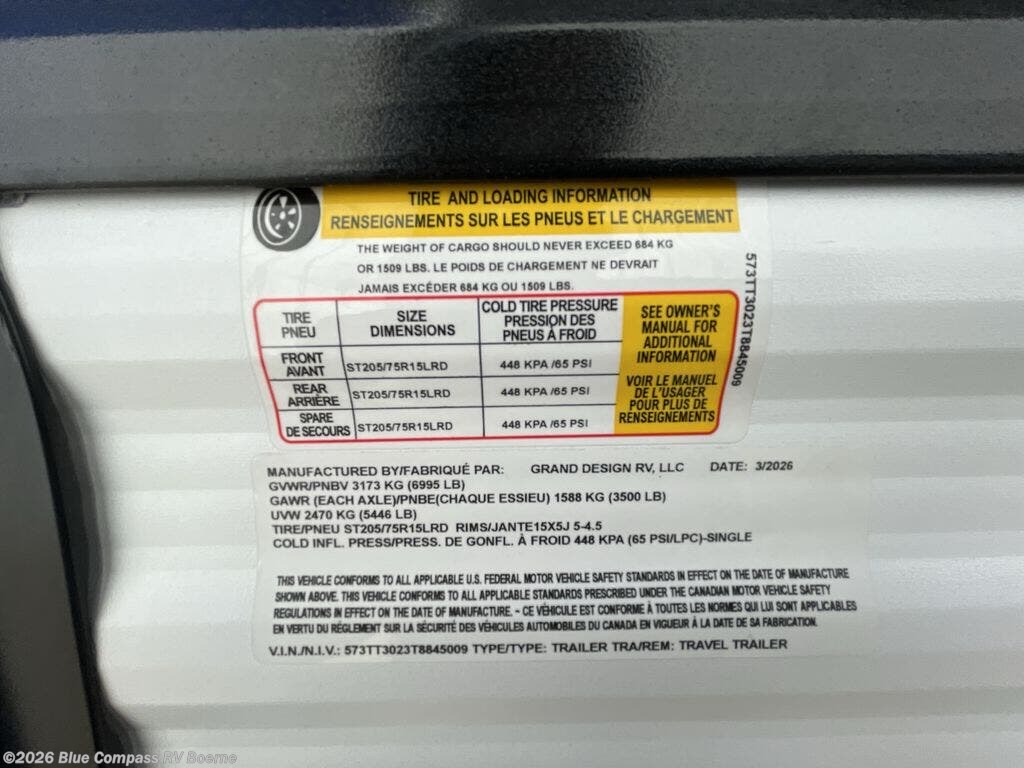 TIRE AND LOADING INFORMATION
RENSEIGNEMENTS SUR LES PNEUS ET LE CHARGEMENT
THE WEIGHT OF CARGO SHOULD NEVER EXCEED 684 KG
OR 1509 LBS. LE POIDS DE CHARGEMENT NE DEVRAIT
JAMAIS EXCÉDER 684 KG OU 1509 LBS.
TIRE
PNEU
SIZE
DIMENSIONS
COLD TIRE PRESSURE
PRESSION DES
PNEUS À FROID
FRONT
AVANT
ST205/75R15LRD
448 KPA /65 PSI
REAR
ARRIÈRE
ST205/75R15LRD
448 KPA /65 PSI
SPARE
DE SECOURS
ST205/75R15LRD
448 KPA /65 PSI
SEE OWNER'S
MANUAL FOR
ADDITIONAL
INFORMATION
VOIR LE MANUEL
DE L'USAGER
POUR PLUS DE
RENSEIGNEMENTS
573TT3023T8845009
MANUFACTURED BY/FABRIQUÉ PAR: GRAND DESIGN RV, LLC DATE: 3/2026
GVWR/PNBV 3173 KG (6995 LB)
GAWR (EACH AXLE)/PNBE(CHAQUE ESSIEU) 1588 KG (3500 LB)
UVW 2470 KG (5446 LB)
TIRE/PNEU ST205/75R15LRD RIMS/JANTE15X5J 5-4.5
COLD INFL. PRESS/PRESS. DE GONFL. À FROID 448 KPA (65 PSI/LPC)-SINGLE
THIS VEHICLE CONFORMS TO ALL APPLICABLE U.S. FEDERAL MOTOR VEHICLE SAFETY STANDARDS IN EFFECT ON THE DATE OF MANUFACTURE
SHOWN ABOVE. THIS VEHICLE CONFORMS TO ALL APPLICABLE STANDARDS PRESCRIBED UNDER THE CANADIAN MOTOR VEHICLE SAFETY
REGULATIONS IN EFFECT ON THE DATE OF MANUFACTURE. - CE VÉHICULE EST CONFORME À TOUTES LES NORMES QUI LUI SONT APPLICABLES
EN VERTU DU RÈGLEMENT SUR LA SÉCURITÉ DES VÉHICULES AUTOMOBILES DU CANADA EN VIGUEUR À LA DATE DE SA FABRICATION.
V.I.N./N.I.V.: 573TT3023T8845009 TYPE/TYPE: TRAILER TRA/REM: TRAVEL TRAILER
©2026 Blue Compass RV Boerne